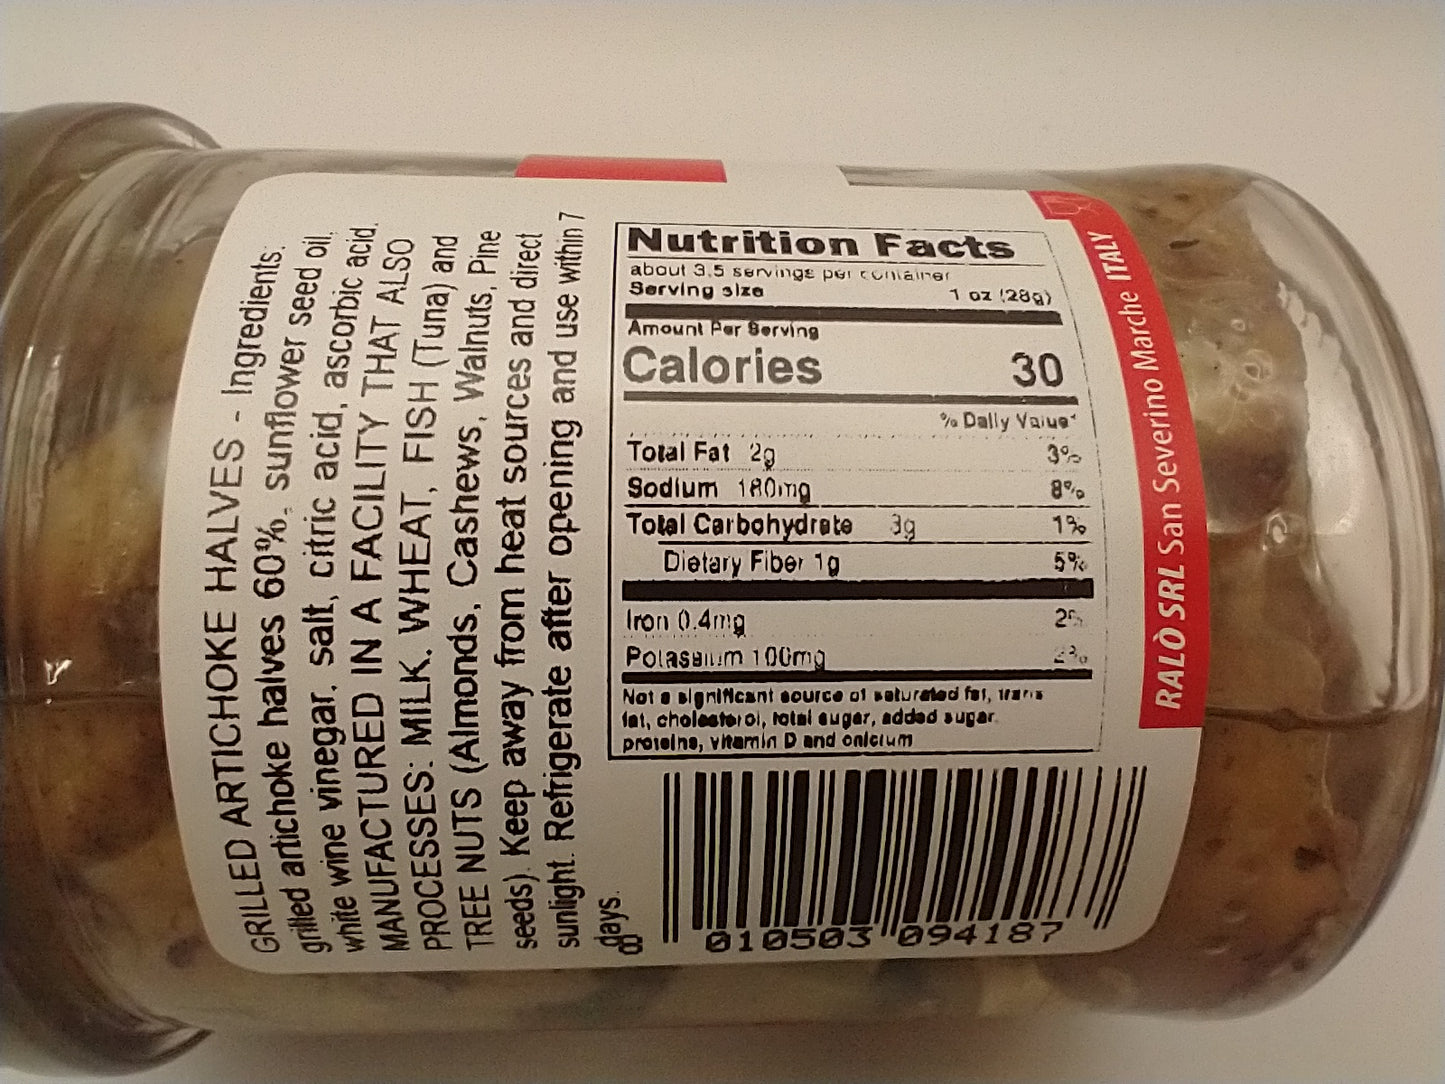 GRILLED ARTICHOKE HALVES - Ingredients:
grilled artichoke halves 60%, sunflower seed oil,
white wine vinegar, salt, citric acid, ascorbic acid.
MANUFACTURED IN A FACILITY THAT ALSO
PROCESSES: MILK. WHEAT, FISH (Tuna) and
TREE NUTS (Almonds, Cashews, Walnuts, Pine
seeds). Keep away from heat sources and direct
sunlight. Refrigerate after opening and use within 7
days.
Nutrition Facts
about 3.5 servings per container
Serving size 1 oz (28g)
Amount Per Serving
Calories 30
% Daily Value*
Total Fat 2g 3%
Sodium 180mg 8%
Total Carbohydrate 3g 1%
Dietary Fiber 1g 5%
Iron 0.4mg 2%
Potassium 100mg 2%
Not a significant source of saturated fat, trans
fat, cholesterol, total sugar, added sugar
proteins, vitamin D and calcium
8 010503 094187
RALÒ SRL San Severino Marche ITALY